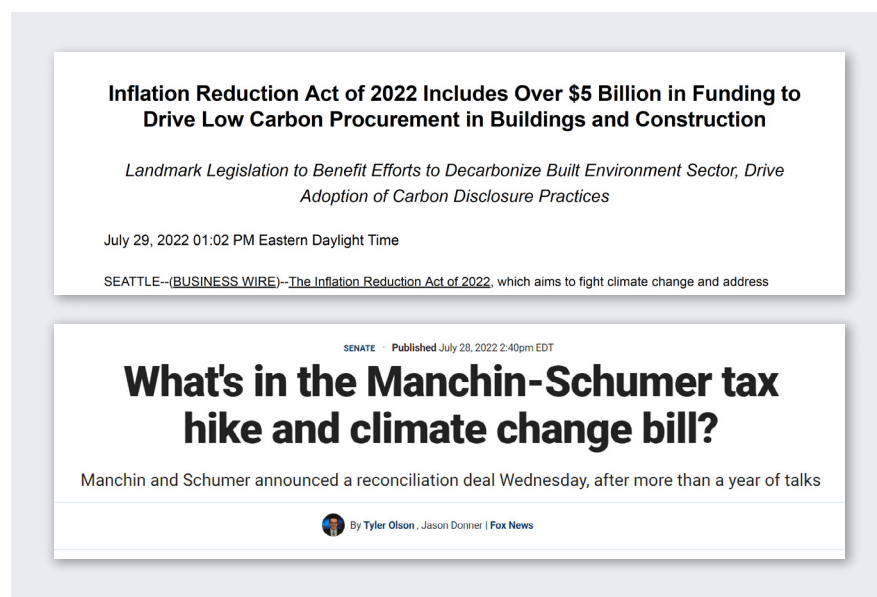 Inflation Reduction Act of 2022 Includes Over $5 Billion in Funding to
Drive Low Carbon Procurement in Buildings and Construction
Landmark Legislation to Benefit Efforts to Decarbonize Built Environment Sector, Drive
Adoption of Carbon Disclosure Practices
July 29, 2022 01:02 PM Eastern Daylight Time
SEATTLE--(BUSINESS WIRE)--The Inflation Reduction Act of 2022, which aims to fight climate change and address
SENATE · Published July 28, 2022 2:40pm EDT
What's in the Manchin-Schumer tax
hike and climate change bill?
Manchin and Schumer announced a reconciliation deal Wednesday, after more than a year of talks
By Tyler Olson , Jason Donner | Fox News